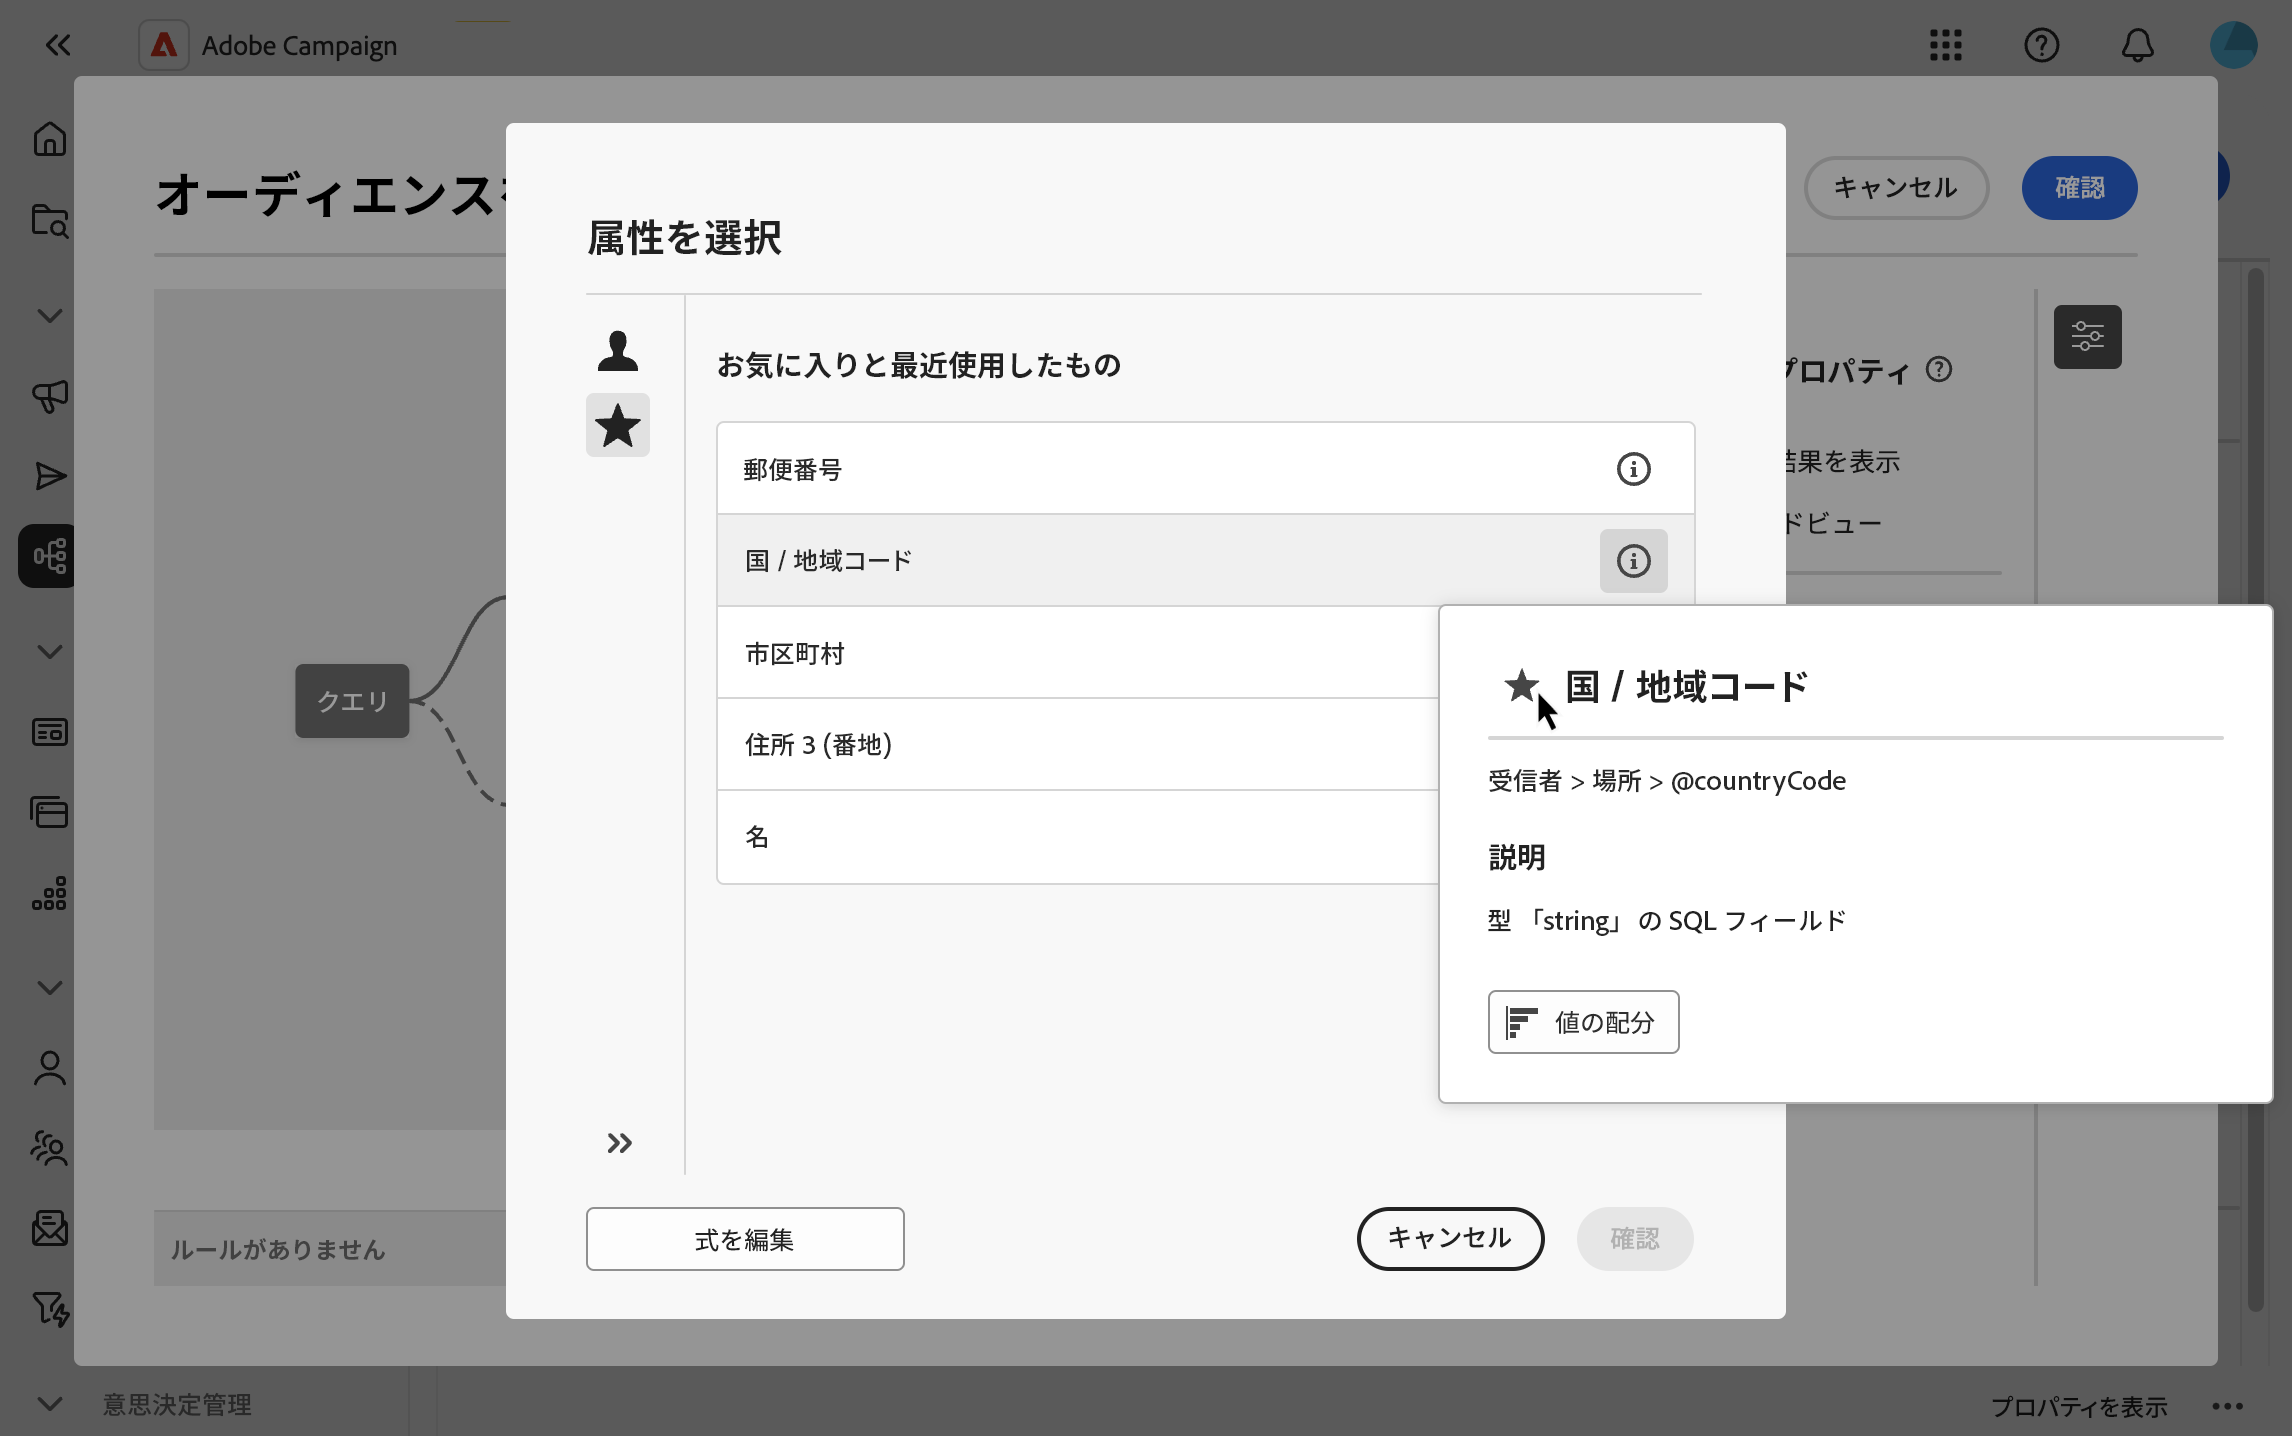 Adobe Campaign
オーディエンス
キャンセル
確認
属性を選択
お気に入りと最近使用したもの
郵便番号
国 / 地域コード
市区町村
住所 3 (番地)
名
プロパティ
結果を表示
ドビュー
クエリ
国 / 地域コード
受信者 > 場所 > @countryCode
説明
型 「string」 の SQL フィールド
値の配分
式を編集
キャンセル
確認
ルールがありません
意思決定管理
プロパティを表示